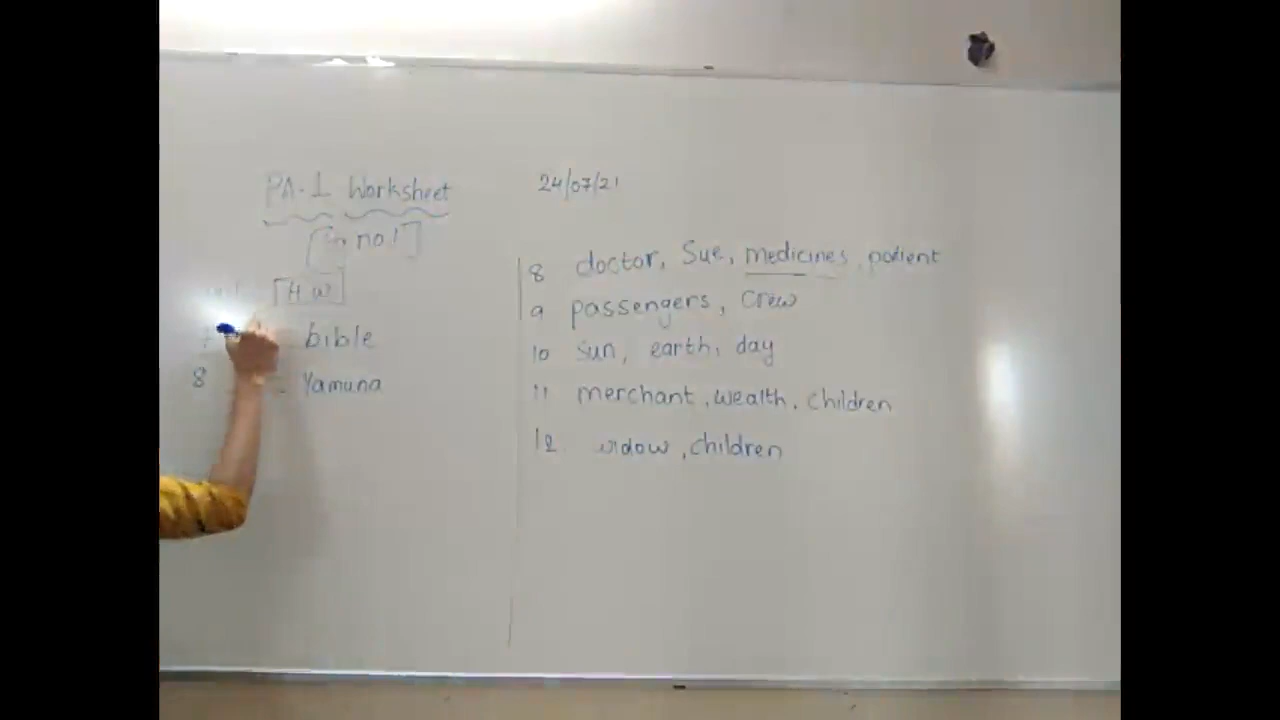 PA-1 Worksheet
24/07/21
H W
bible
8 Yamuna
8 doctor, Sue, medicines, patient
9 passengers, crew
10 sun, earth, day
11 merchant, wealth, children
12. widow, children